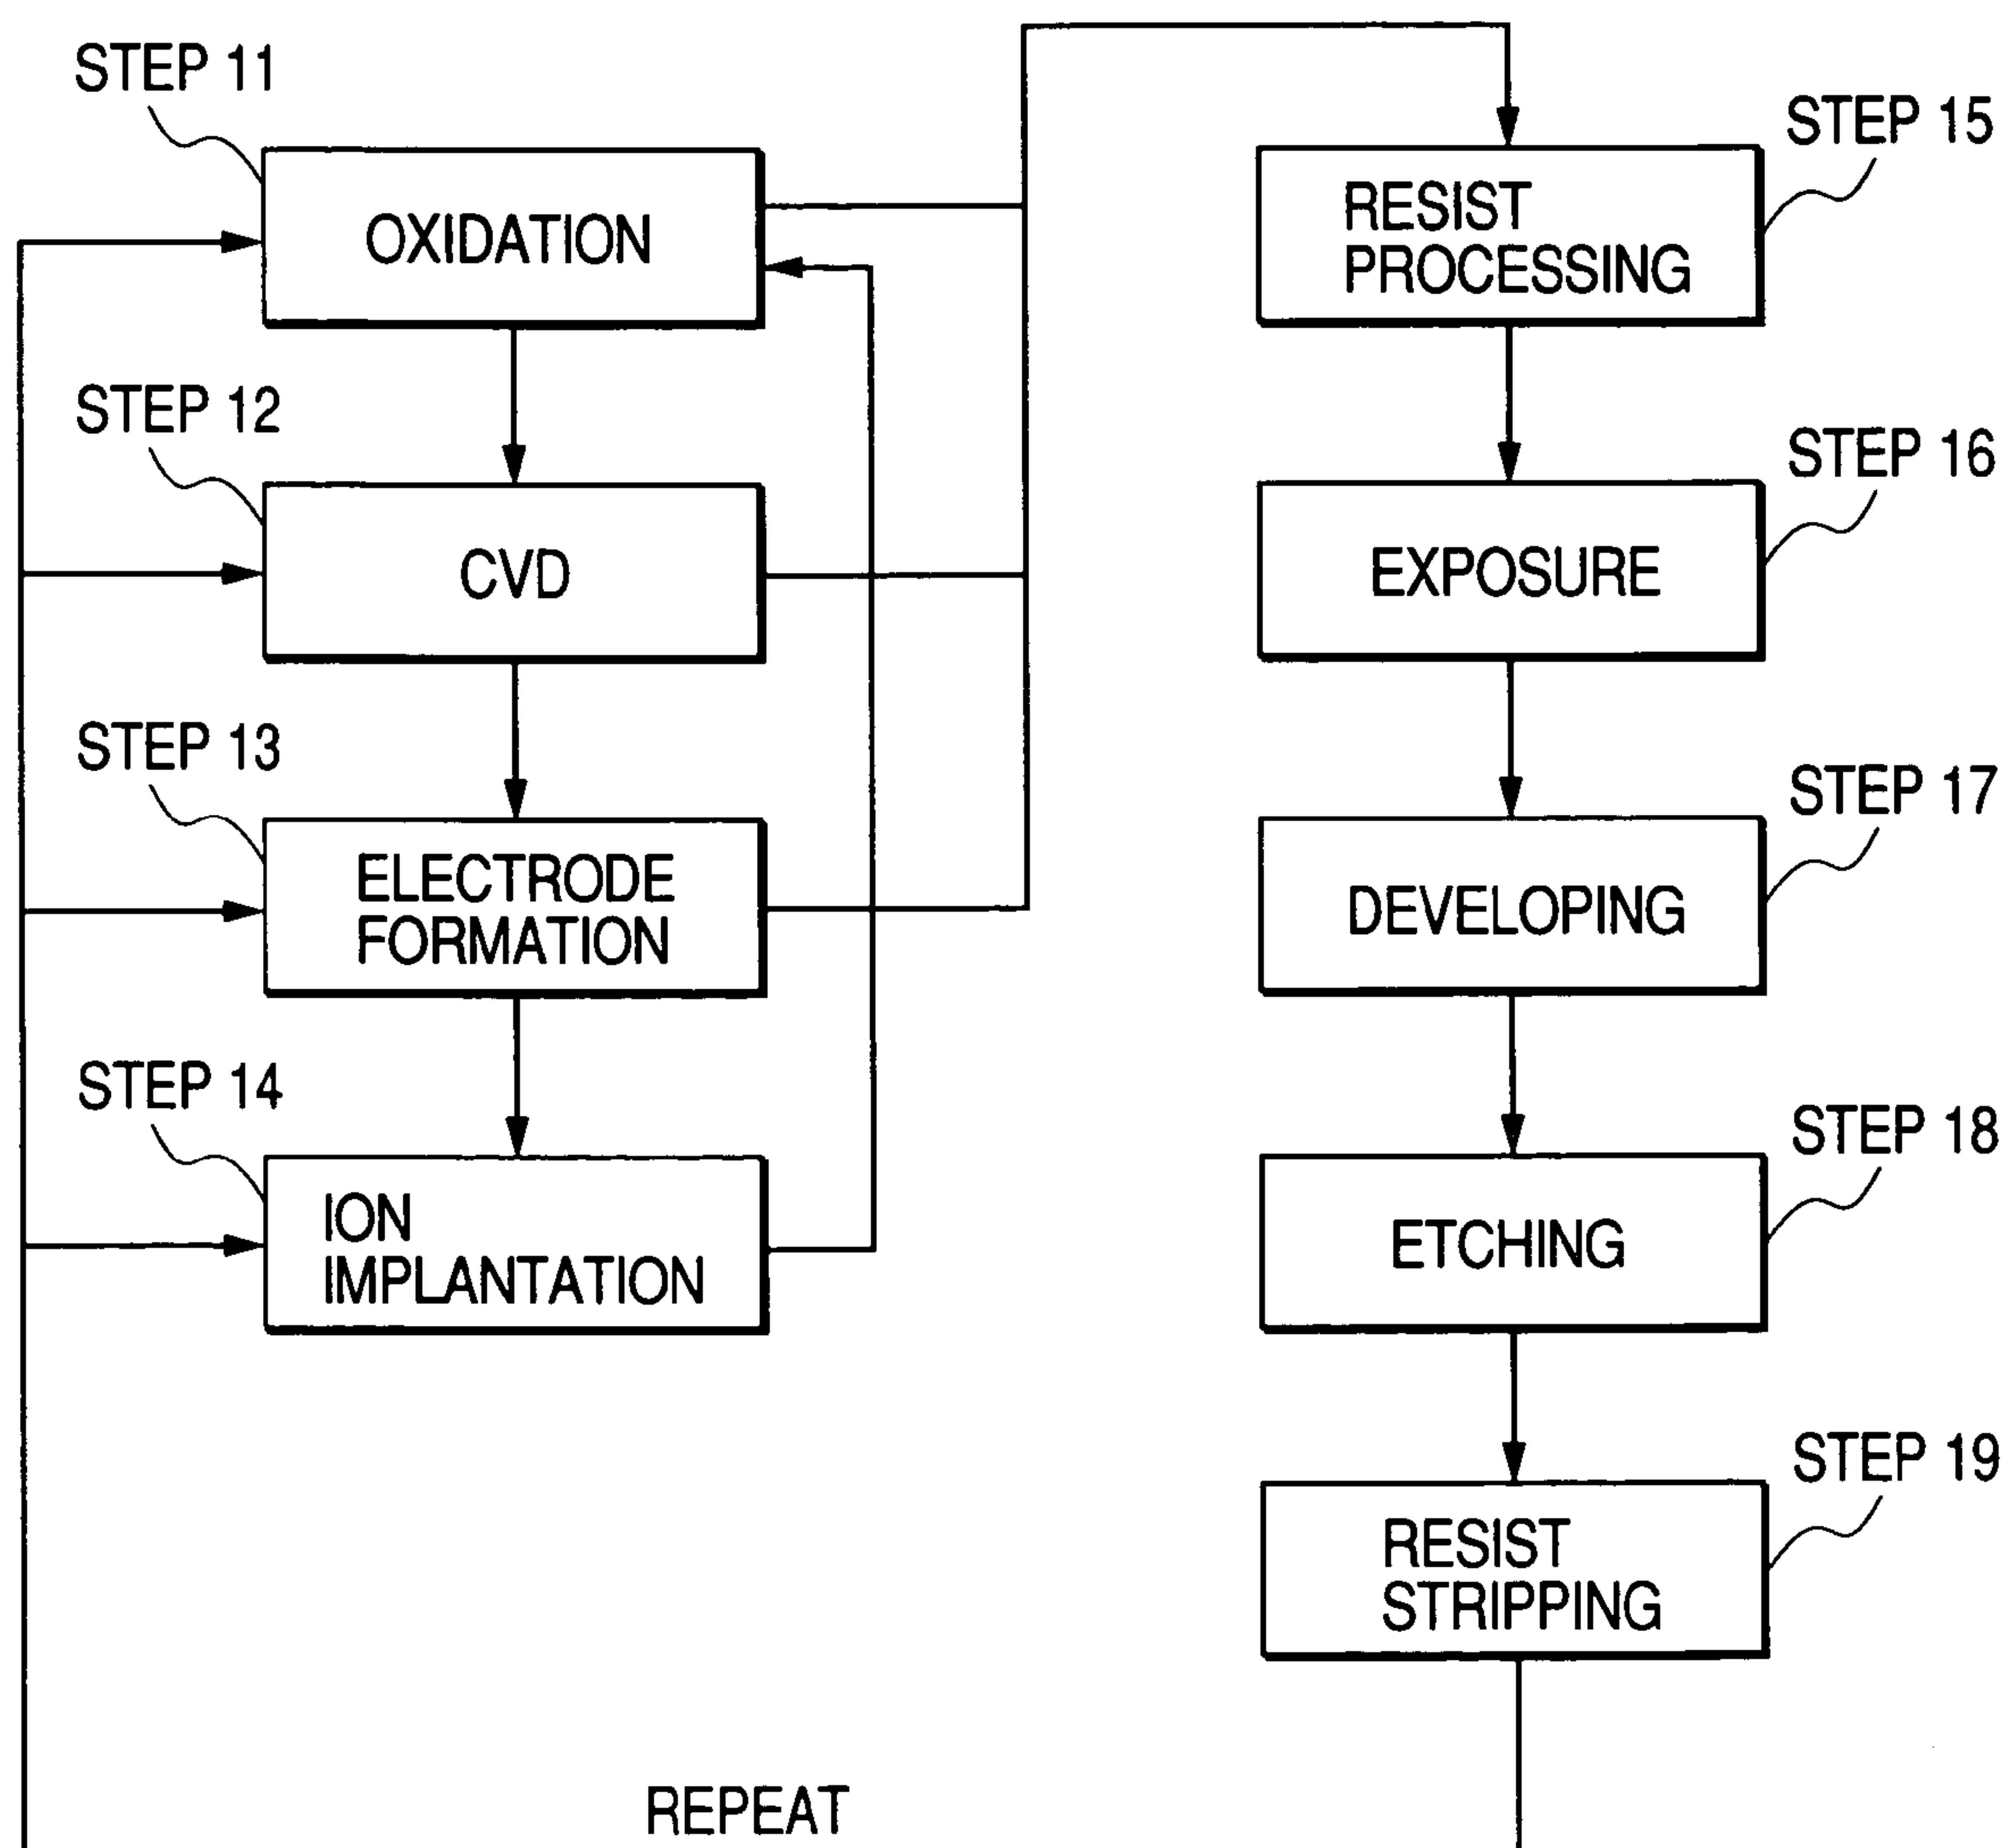 STEP 11
OXIDATION
STEP 12
CVD
STEP 13
ELECTRODE
FORMATION
STEP 14
ION
IMPLANTATION
STEP 15
RESIST
PROCESSING
STEP 16
EXPOSURE
STEP 17
DEVELOPING
STEP 18
ETCHING
STEP 19
RESIST
STRIPPING
REPEAT